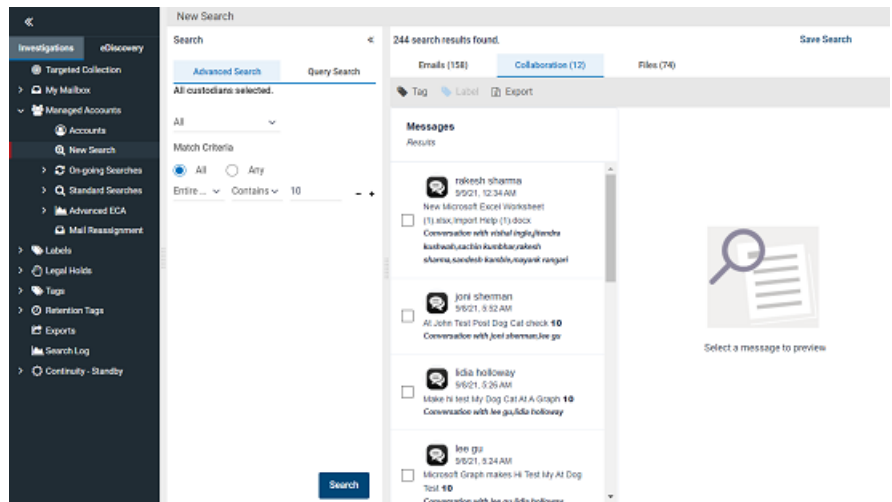 New Search
Investigations
eDiscovery
Targeted Collection
My Mailbox
Managed Accounts
Accounts
New Search
On-going Searches
Standard Searches
Advanced ECA
Mail Reassignment
Labels
Legal Holds
Tags
Retention Tags
Exports
Search Log
Continuity - Standby
Search
Advanced Search
Query Search
All custodians selected.
All
Match Criteria
All
Any
Entire ...
Contains
10
Search
244 search results found.
Save Search
Emails (158)
Collaboration (12)
Files (74)
Tag
Label
Export
Messages
Results
rakesh sharma
9/9/21, 12:34 AM
New Microsoft Excel Worksheet
(1).xlsx,Import Help (1).docx
Conversation with vishal ingle,jitendra
kushwah,sachin kumbhar,rakesh
sharma,sandesh kamble,mayank rangari
joni sherman
9/6/21, 5:52 AM
At John Test Post Dog Cat check 10
Conversation with joni sherman,lee gu
lidia holloway
9/6/21, 5:26 AM
Make hi test My Dog Cat At A Graph 10
Conversation with lee gu,lidia holloway
lee gu
9/6/21, 5:24 AM
Microsoft Graph makes Hi Test My At Dog
Test 10
Conversation with lee gu,lidia holloway
Select a message to preview